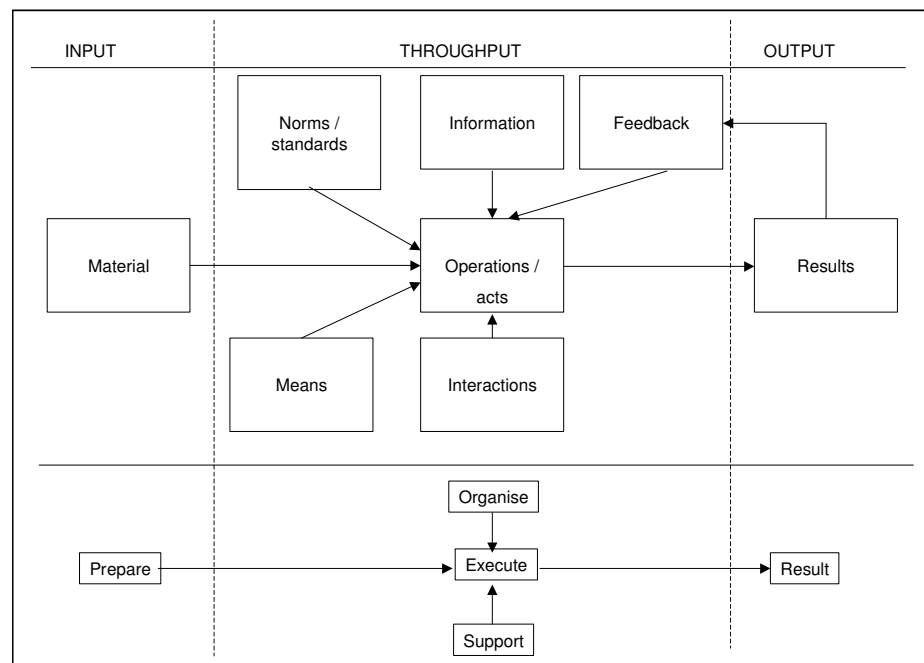 INPUT
THROUGHPUT
OUTPUT
Norms /
standards
Information
Feedback
Material
Operations /
acts
Results
Means
Interactions
Organise
Prepare
Execute
Result
Support